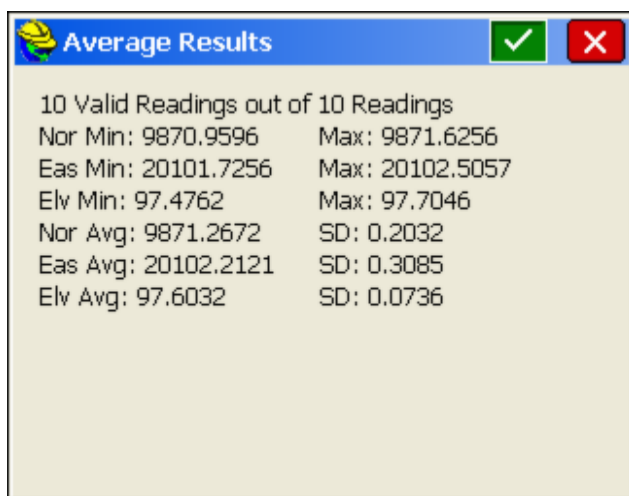 Average Results
10 Valid Readings out of 10 Readings
Nor Min: 9870.9596 Max: 9871.6256
Eas Min: 20101.7256 Max: 20102.5057
Elv Min: 97.4762 Max: 97.7046
Nor Avg: 9871.2672 SD: 0.2032
Eas Avg: 20102.2121 SD: 0.3085
Elv Avg: 97.6032 SD: 0.0736